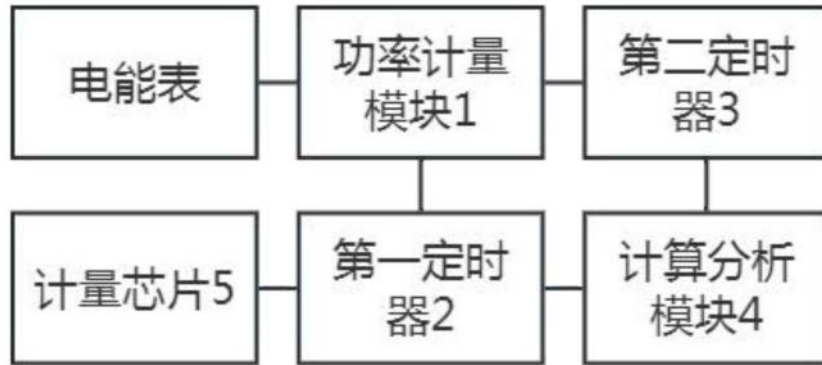 电能表
功率计量
模块1
第二定时
器3
计量芯片5
第一定时
器2
计算分析
模块4